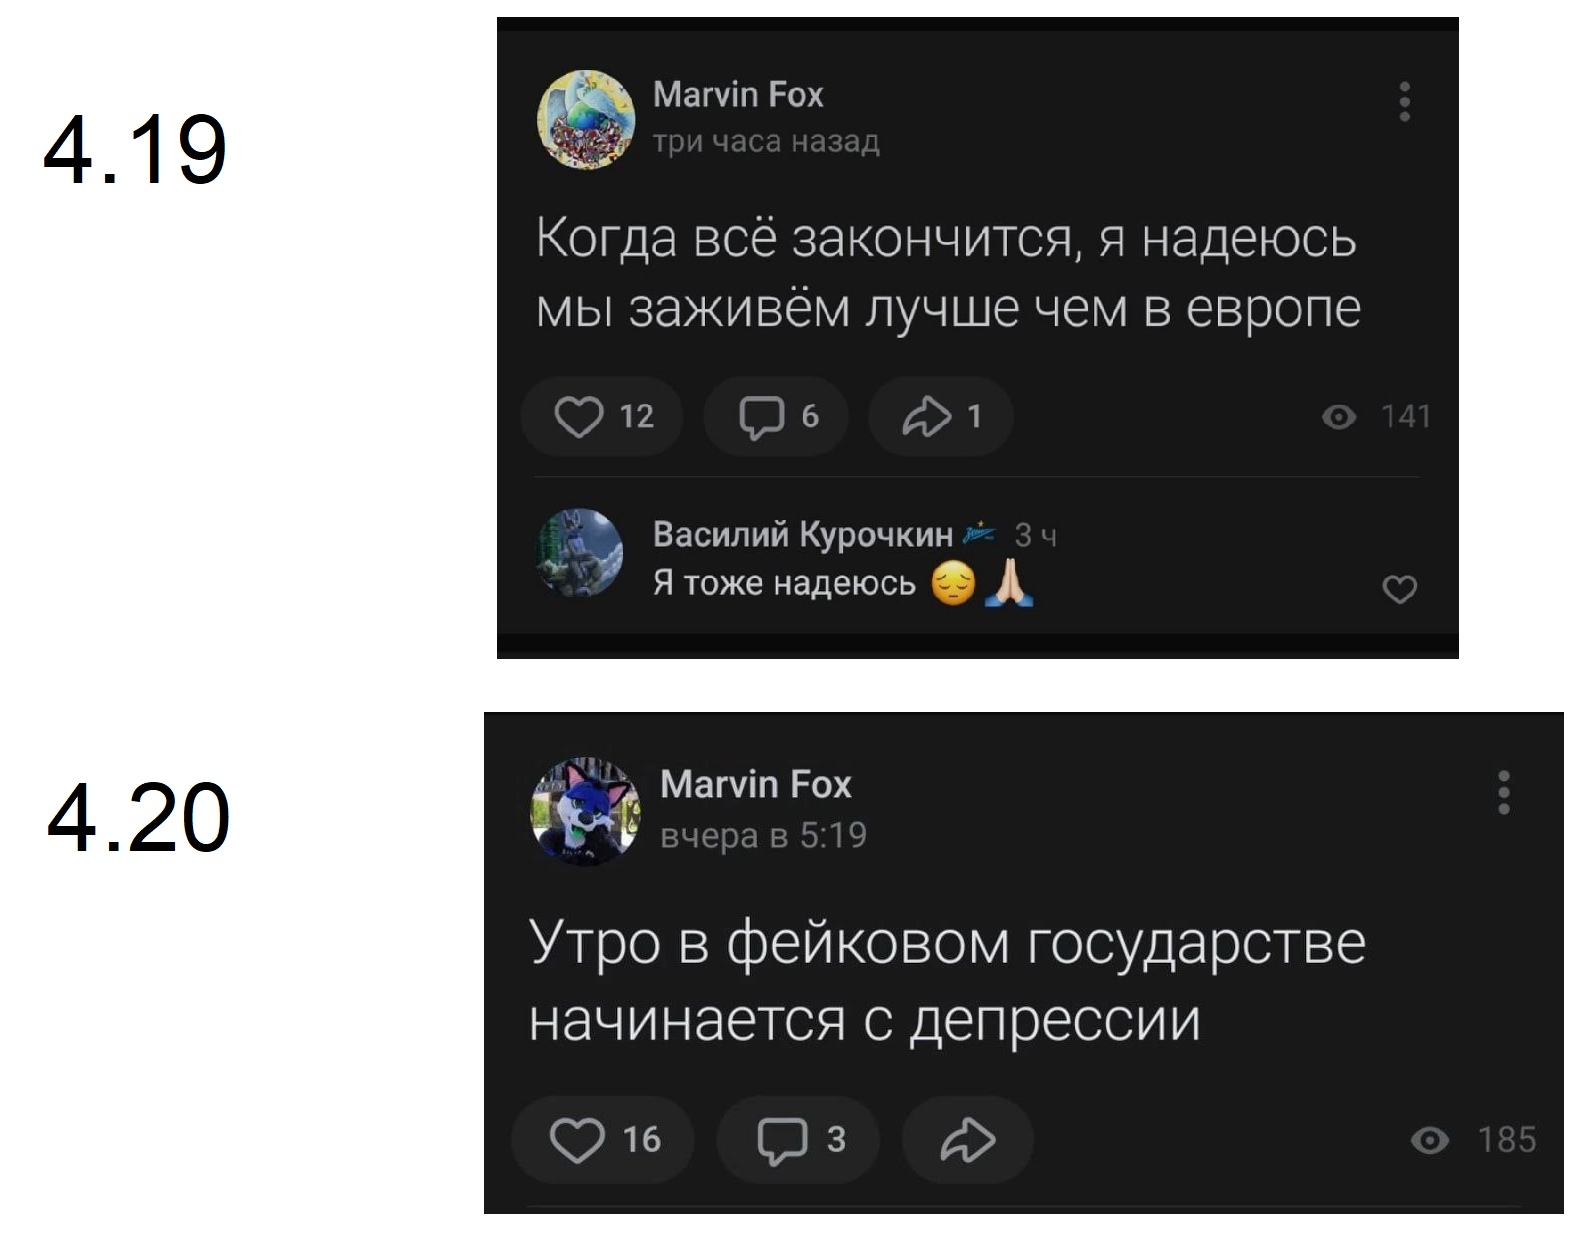 4.19
Marvin Fox
три часа назад
Когда всё закончится, я надеюсь
мы заживём лучше чем в европе
12 6 1 141
Василий Курочкин 3 ч
Я тоже надеюсь 😔🙏🏻
4.20
Marvin Fox
вчера в 5:19
Утро в фейковом государстве
начинается с депрессии
16 3 185